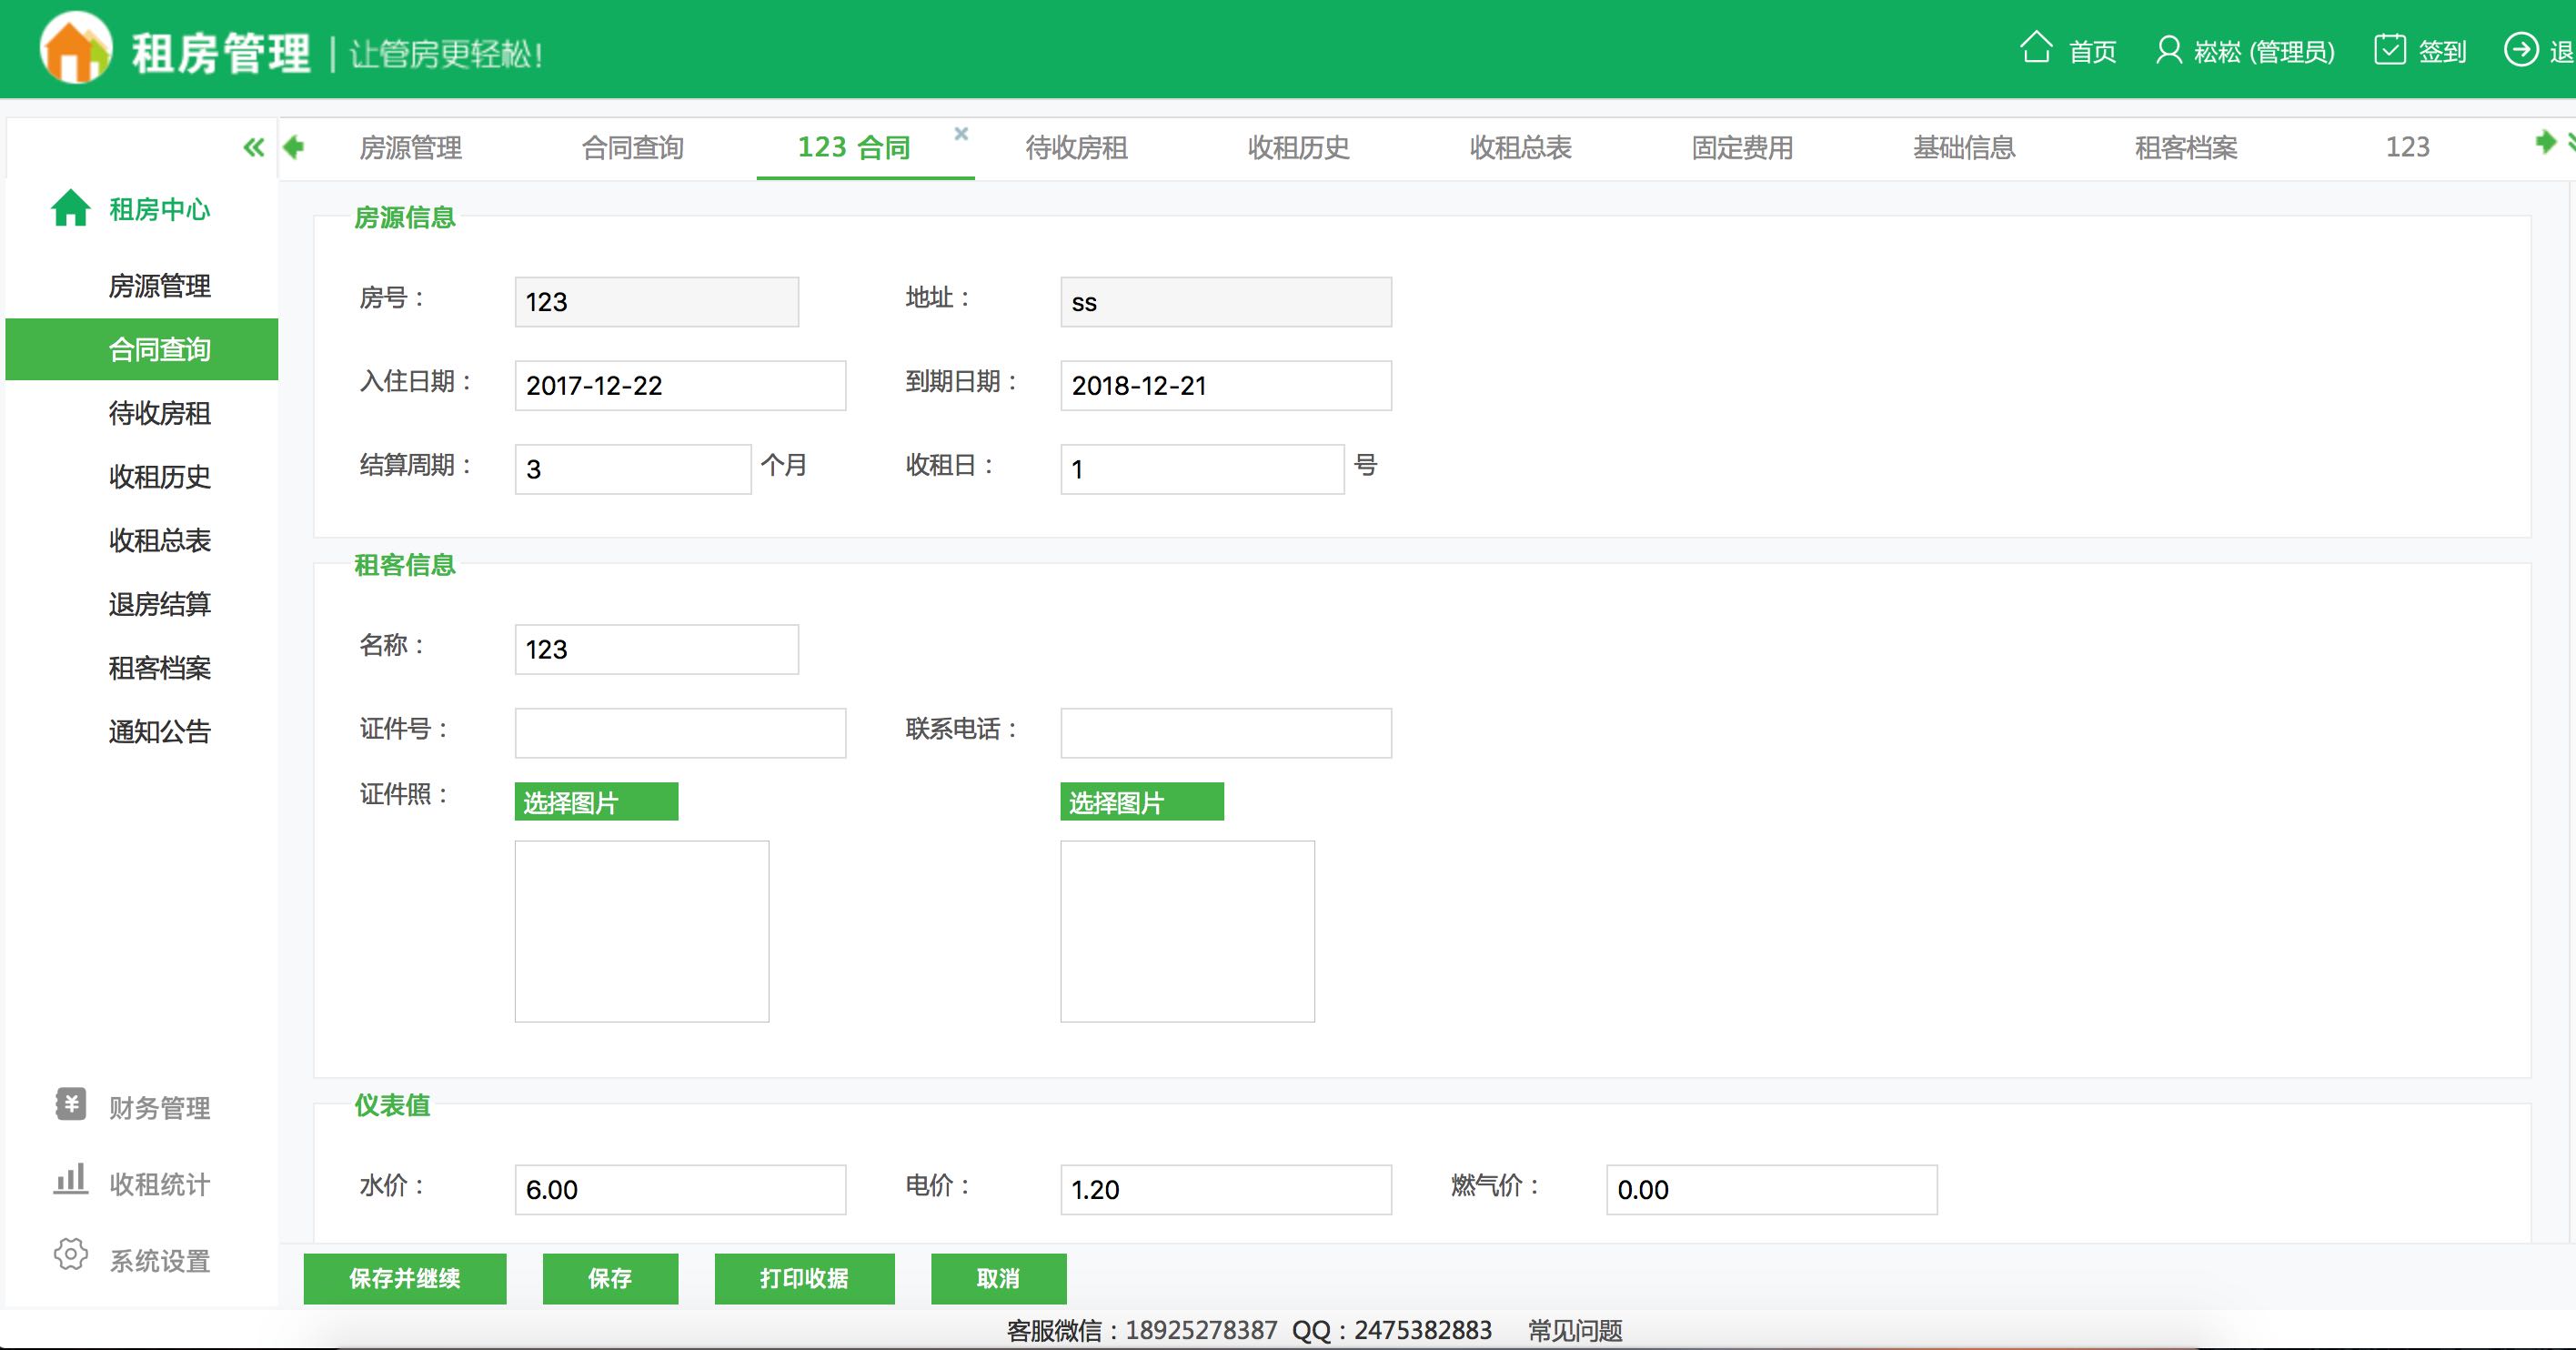 租房管理 | 让管房更轻松!
首页 崧崧 (管理员) 签到 退
房源管理 合同查询 123 合同 待收房租 收租历史 收租总表 固定费用 基础信息 租客档案 123
租房中心
房源管理
合同查询
待收房租
收租历史
收租总表
退房结算
租客档案
通知公告
财务管理
收租统计
系统设置
房源信息
房号: 123 地址: ss
入住日期: 2017-12-22 到期日期: 2018-12-21
结算周期: 3 个月 收租日: 1 号
租客信息
名称: 123
证件号: 联系电话:
证件照: 选择图片 选择图片
仪表值
水价: 6.00 电价: 1.20 燃气价: 0.00
保存并继续 保存 打印收据 取消
客服微信:18925278387 QQ:2475382883 常见问题